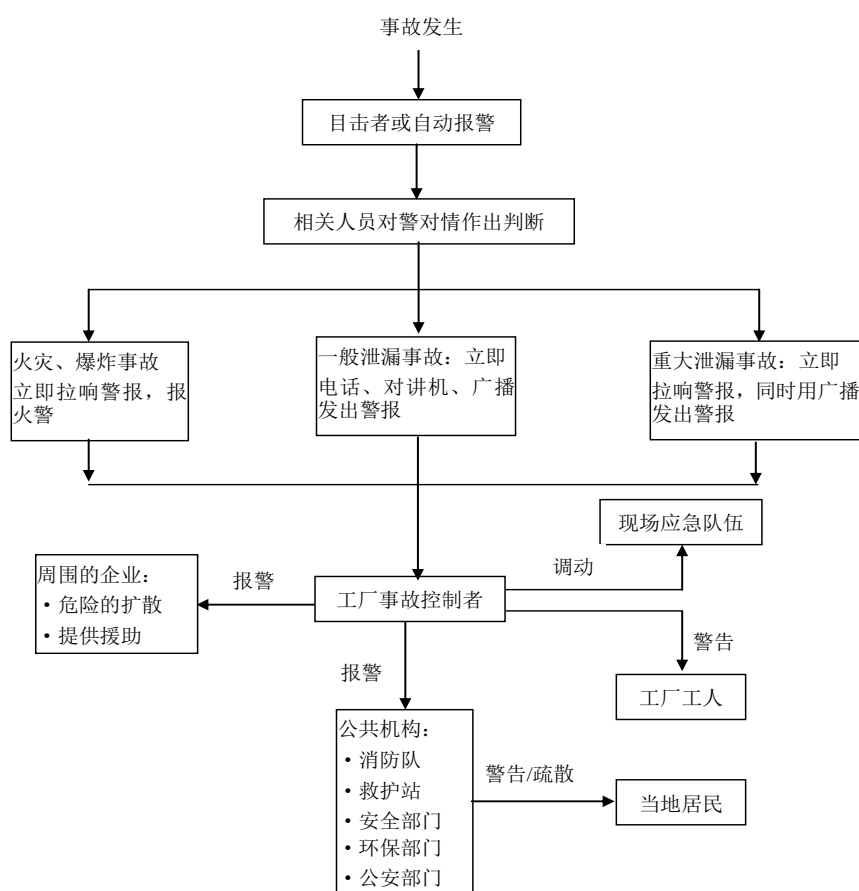 事故发生
目击者或自动报警
相关人员对警对情作出判断
火灾、爆炸事故
立即拉响警报，报
火警
一般泄漏事故：立即
电话、对讲机、广播
发出警报
重大泄漏事故：立即
拉响警报，同时用广播
发出警报
现场应急队伍
调动
周围的企业：
·危险的扩散
·提供援助
报警
工厂事故控制者
警告
工厂工人
报警
公共机构：
·消防队
·救护站
·安全部门
·环保部门
·公安部门
警告/疏散
当地居民